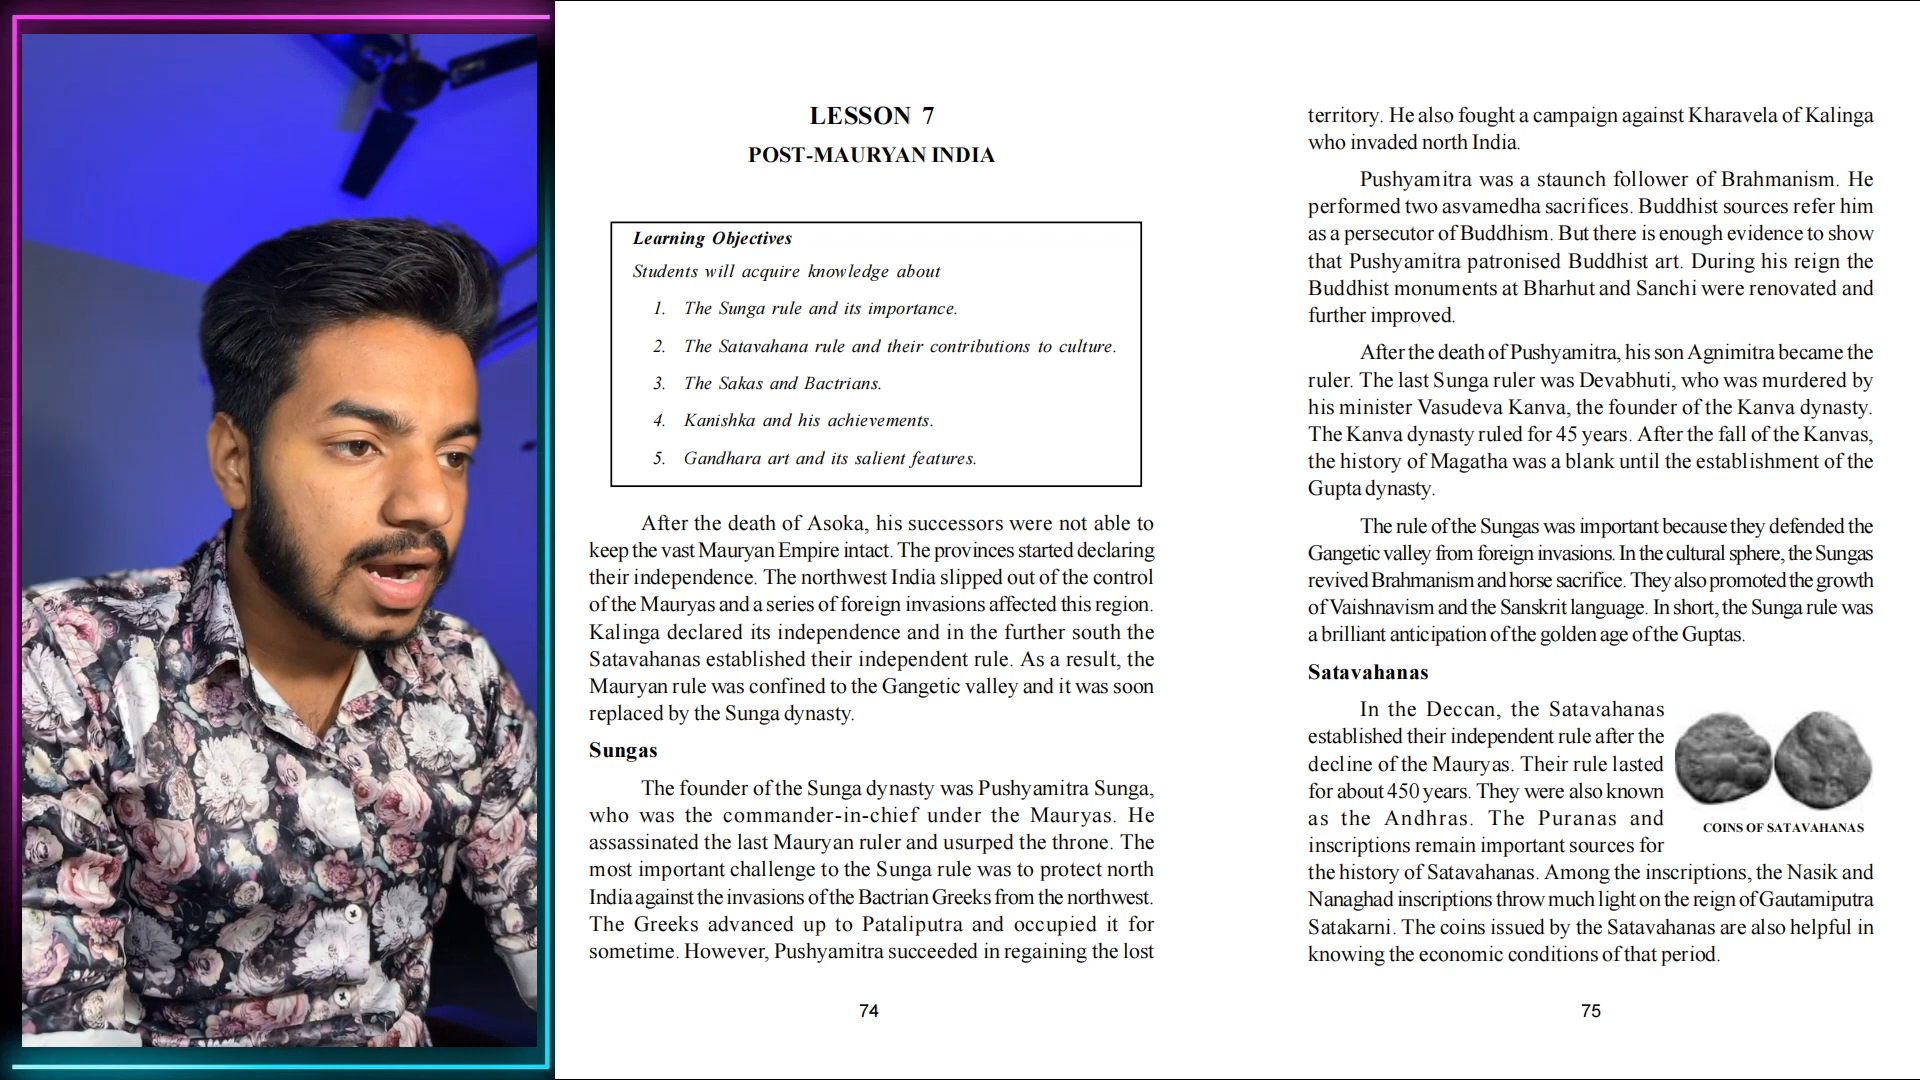 LESSON 7
POST-MAURYAN INDIA
Learning Objectives
Students will acquire knowledge about
1. The Sunga rule and its importance.
2. The Satavahana rule and their contributions to culture.
3. The Sakas and Bactrians.
4. Kanishka and his achievements.
5. Gandhara art and its salient features.
After the death of Asoka, his successors were not able to
keep the vast Mauryan Empire intact. The provinces started declaring
their independence. The northwest India slipped out of the control
of the Mauryas and a series of foreign invasions affected this region.
Kalinga declared its independence and in the further south the
Satavahanas established their independent rule. As a result, the
Mauryan rule was confined to the Gangetic valley and it was soon
replaced by the Sunga dynasty.
Sungas
The founder of the Sunga dynasty was Pushyamitra Sunga,
who was the commander-in-chief under the Mauryas. He
assassinated the last Mauryan ruler and usurped the throne. The
most important challenge to the Sunga rule was to protect north
India against the invasions of the Bactrian Greeks from the northwest.
The Greeks advanced up to Pataliputra and occupied it for
sometime. However, Pushyamitra succeeded in regaining the lost
74
territory. He also fought a campaign against Kharavela of Kalinga
who invaded north India.
Pushyamitra was a staunch follower of Brahmanism. He
performed two asvamedha sacrifices. Buddhist sources refer him
as a persecutor of Buddhism. But there is enough evidence to show
that Pushyamitra patronised Buddhist art. During his reign the
Buddhist monuments at Bharhut and Sanchi were renovated and
further improved.
After the death of Pushyamitra, his son Agnimitra became the
ruler. The last Sunga ruler was Devabhuti, who was murdered by
his minister Vasudeva Kanva, the founder of the Kanva dynasty.
The Kanva dynasty ruled for 45 years. After the fall of the Kanvas,
the history of Magatha was a blank until the establishment of the
Gupta dynasty.
The rule of the Sungas was important because they defended the
Gangetic valley from foreign invasions. In the cultural sphere, the Sungas
revived Brahmanism and horse sacrifice. They also promoted the growth
of Vaishnavism and the Sanskrit language. In short, the Sunga rule was
a brilliant anticipation of the golden age of the Guptas.
Satavahanas
In the Deccan, the Satavahanas
established their independent rule after the
decline of the Mauryas. Their rule lasted
for about 450 years. They were also known
as the Andhras. The Puranas and
inscriptions remain important sources for
COINS OF SATAVAHANAS
the history of Satavahanas. Among the inscriptions, the Nasik and
Nanaghad inscriptions throw much light on the reign of Gautamiputra
Satakarni. The coins issued by the Satavahanas are also helpful in
knowing the economic conditions of that period.
75